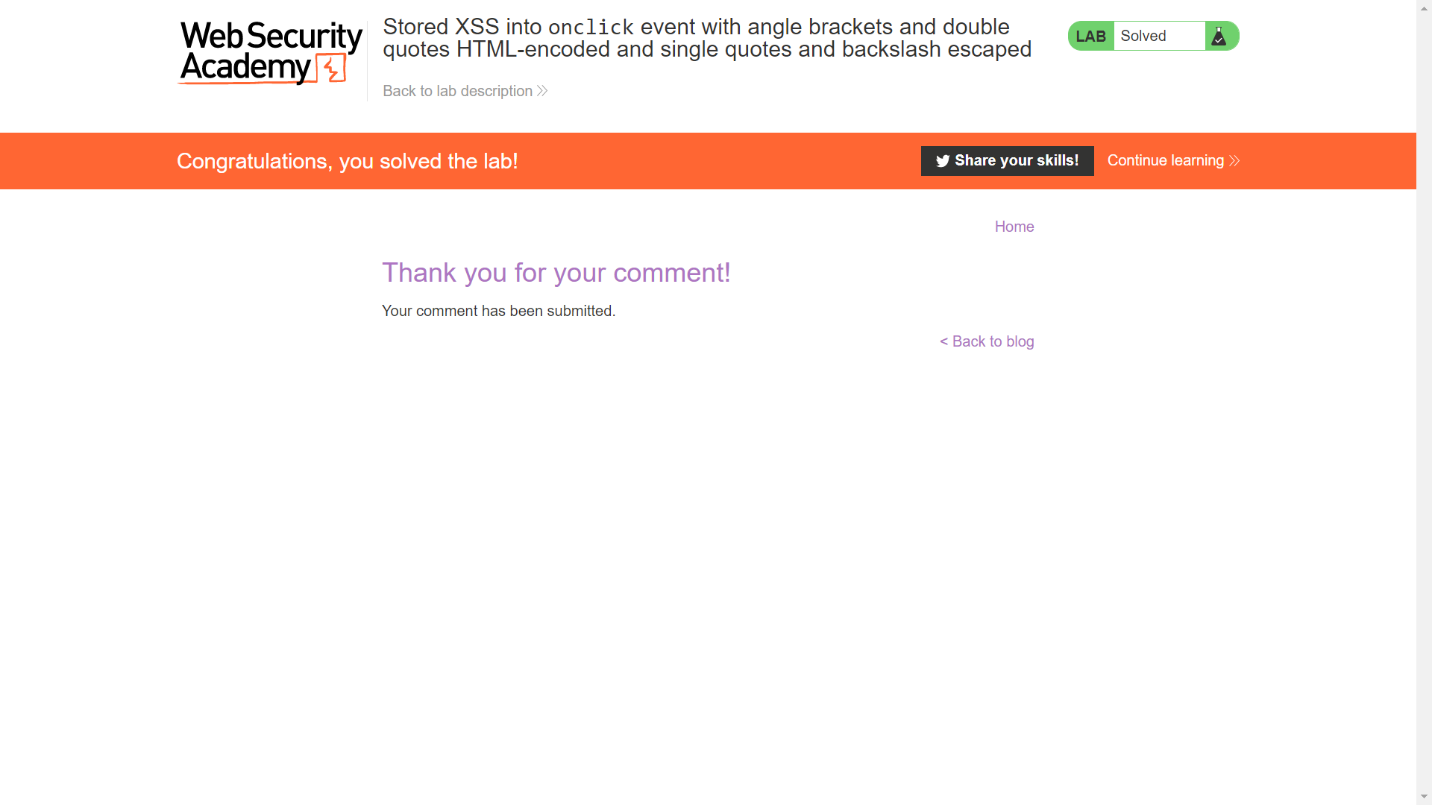 Web Security
Academy
Stored XSS into onclick event with angle brackets and double
quotes HTML-encoded and single quotes and backslash escaped
Back to lab description
LAB Solved
Congratulations, you solved the lab!
Share your skills!
Continue learning
Home
Thank you for your comment!
Your comment has been submitted.
< Back to blog